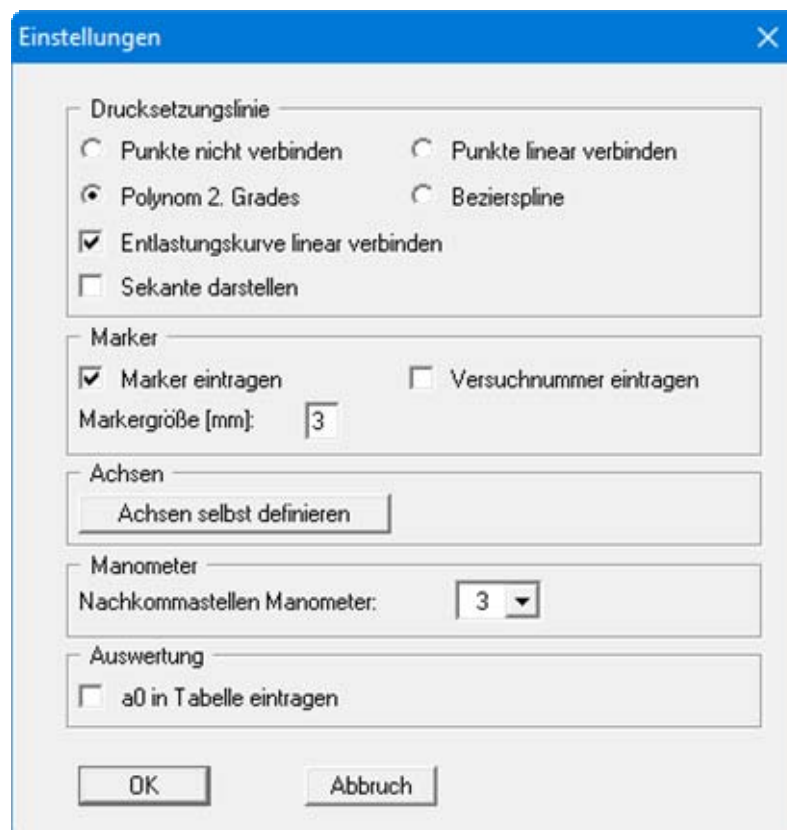 Einstellungen
Drucksetzungslinie
Punkte nicht verbinden
Punkte linear verbinden
Polynom 2. Grades
Bezierspline
Entlastungskurve linear verbinden
Sekante darstellen
Marker
Marker eintragen
Versuchnummer eintragen
Markergröße [mm]: 3
Achsen
Achsen selbst definieren
Manometer
Nachkommastellen Manometer: 3
Auswertung
a0 in Tabelle eintragen
OK
Abbruch